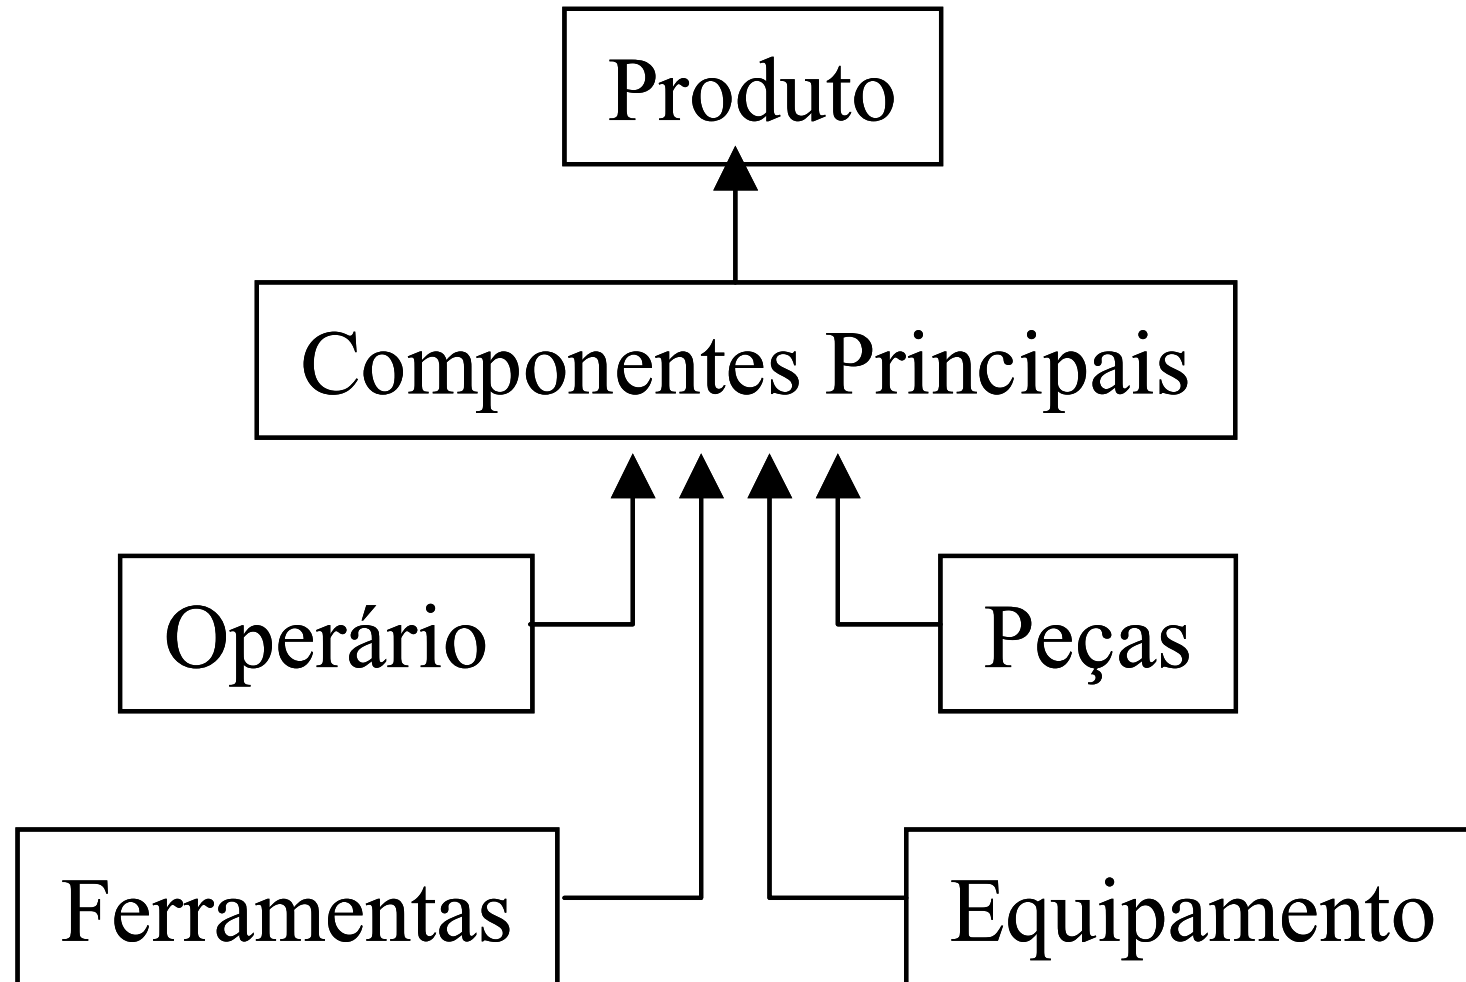 Produto
Componentes Principais
Operário
Peças
Ferramentas
Equipamento